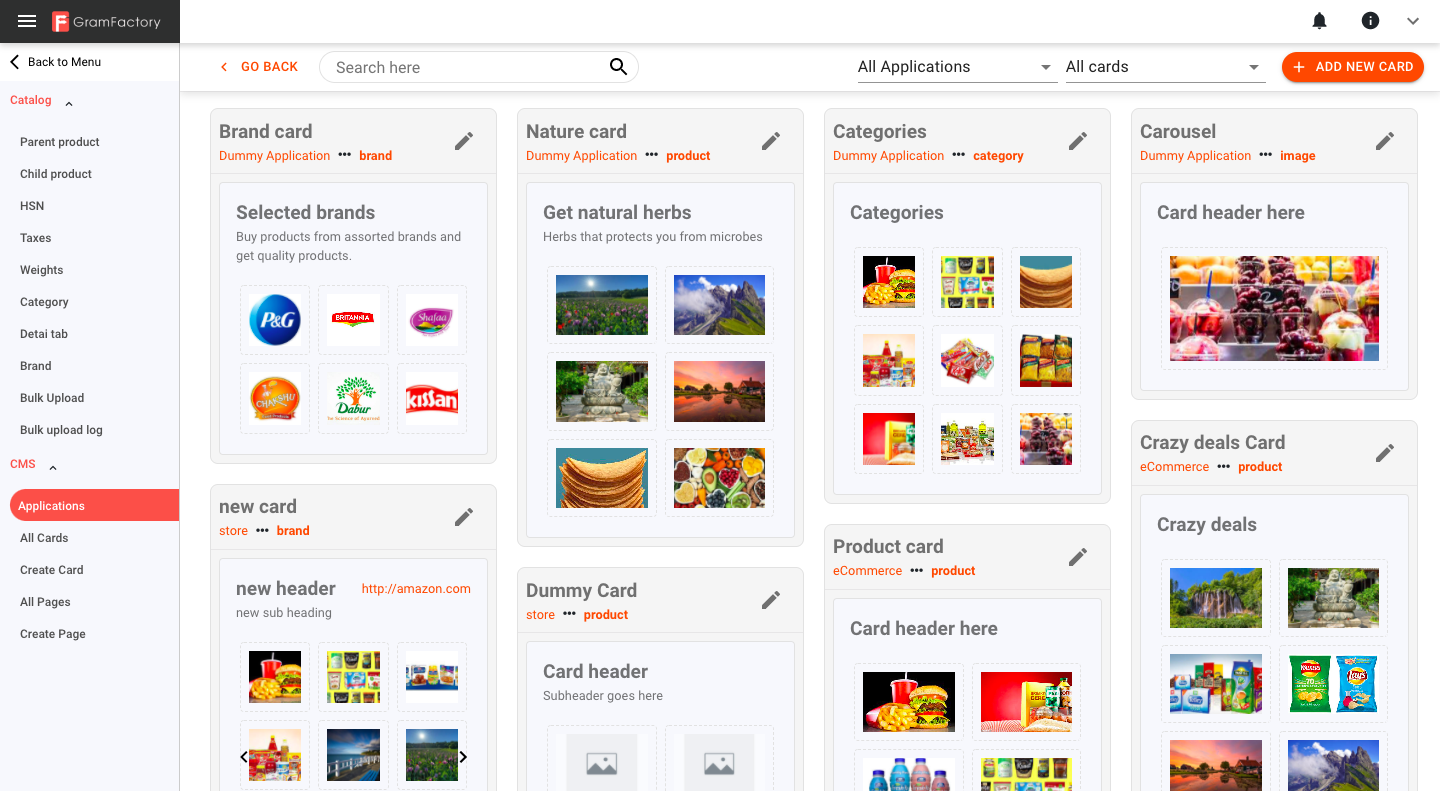 GramFactory
Back to Menu
GO BACK
Search here
All Applications
All cards
ADD NEW CARD
Catalog
Parent product
Child product
HSN
Taxes
Weights
Category
Detai tab
Brand
Bulk Upload
Bulk upload log
CMS
Applications
All Cards
Create Card
All Pages
Create Page
Brand card
Dummy Application ••• brand
Selected brands
Buy products from assorted brands and
get quality products.
P&G
BRITANNIA
Shafaa
CHAKSHU
Dabur
Kissan
new card
store ••• brand
new header http://amazon.com
new sub heading
Nature card
Dummy Application ••• product
Get natural herbs
Herbs that protects you from microbes
Dummy Card
store ••• product
Card header
Subheader goes here
Categories
Dummy Application ••• category
Categories
Product card
eCommerce ••• product
Card header here
Carousel
Dummy Application ••• image
Card header here
Crazy deals Card
eCommerce ••• product
Crazy deals
Lay's